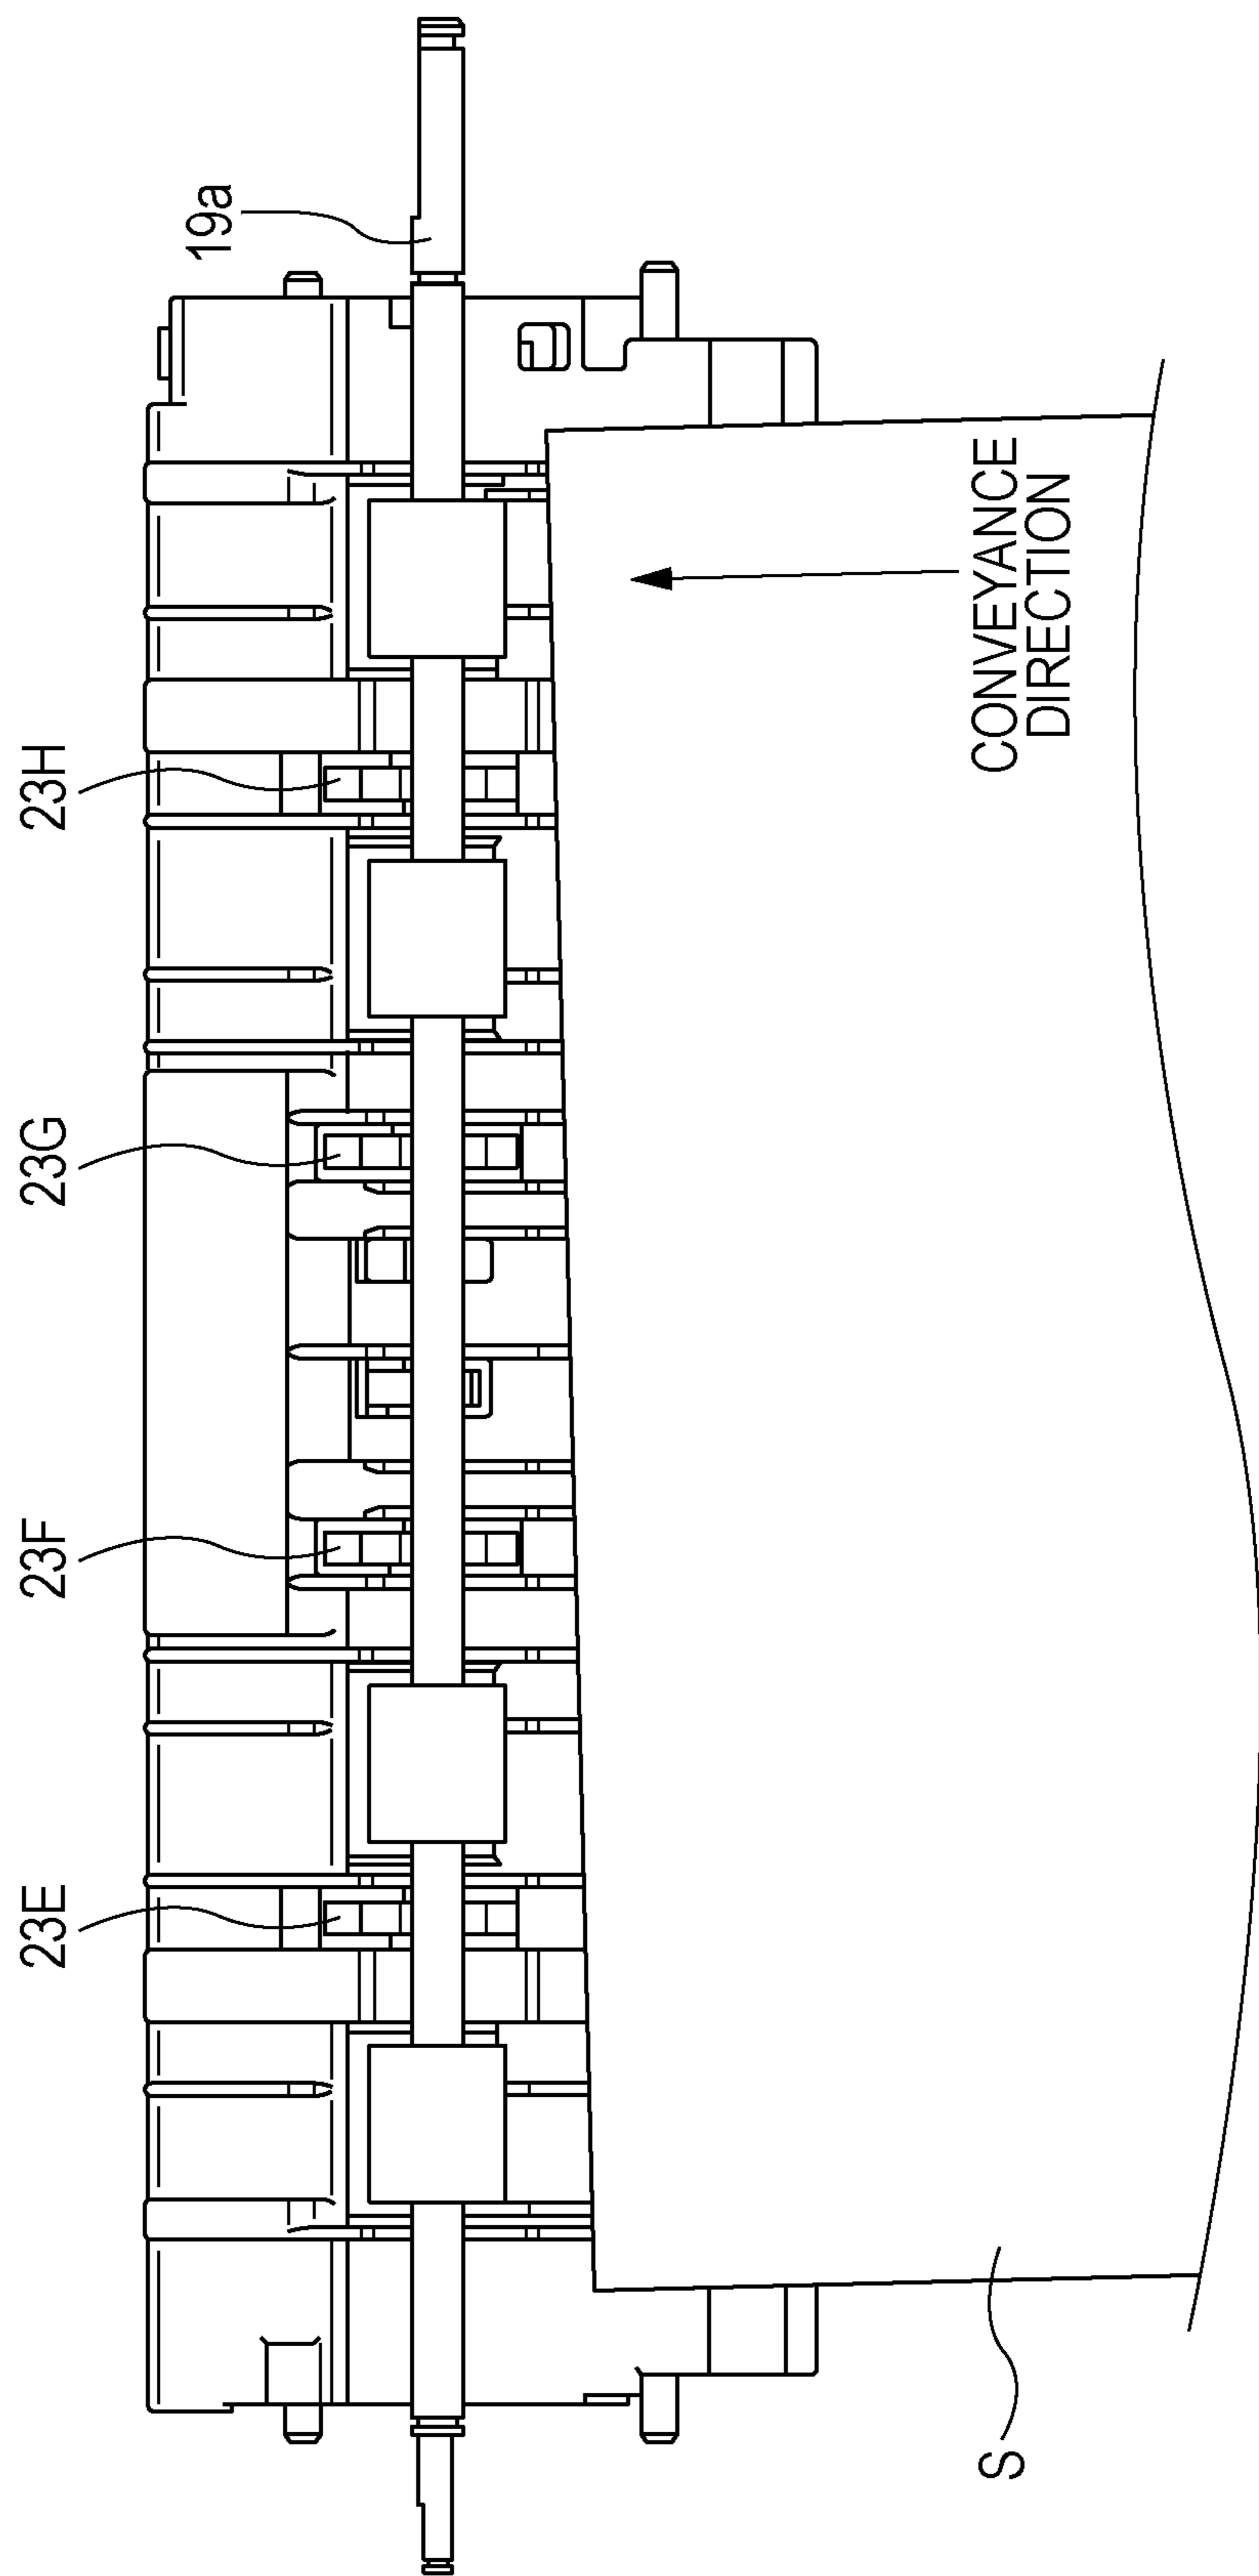 23E
23F
23G
23H
19a
CONVEYANCE
DIRECTION
S